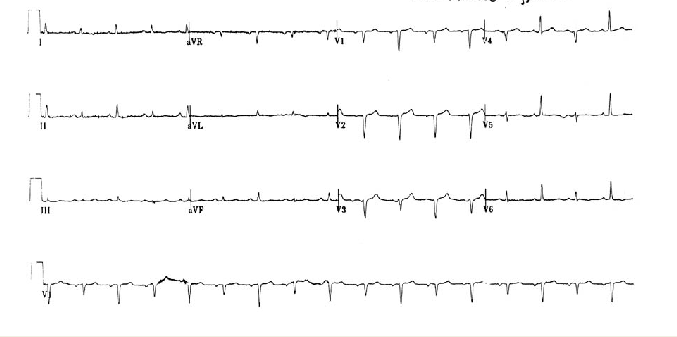 I aVR V1 V4
II aVL V2 V5
III aVF V3 V6
V